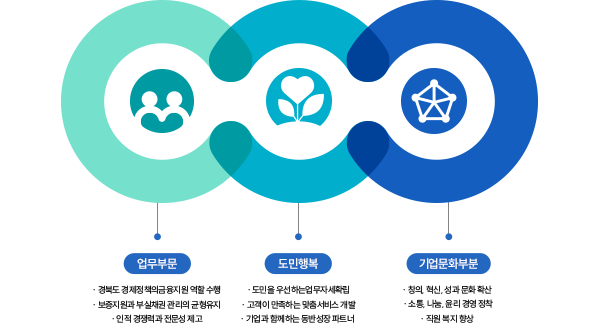 업무부문
· 경북도 경제정책의금융지원 역할 수행
· 보증지원과 부실채권 관리의 균형유지
· 인적 경쟁력과 전문성 제고
도민행복
· 도민을 우선하는업무자세확립
· 고객이 만족하는 맞춤서비스 개발
· 기업과 함께하는 동반성장 파트너
기업문화부분
· 창의, 혁신, 성과 문화 확산
· 소통, 나눔, 윤리 경영 정착
· 직원 복지 향상